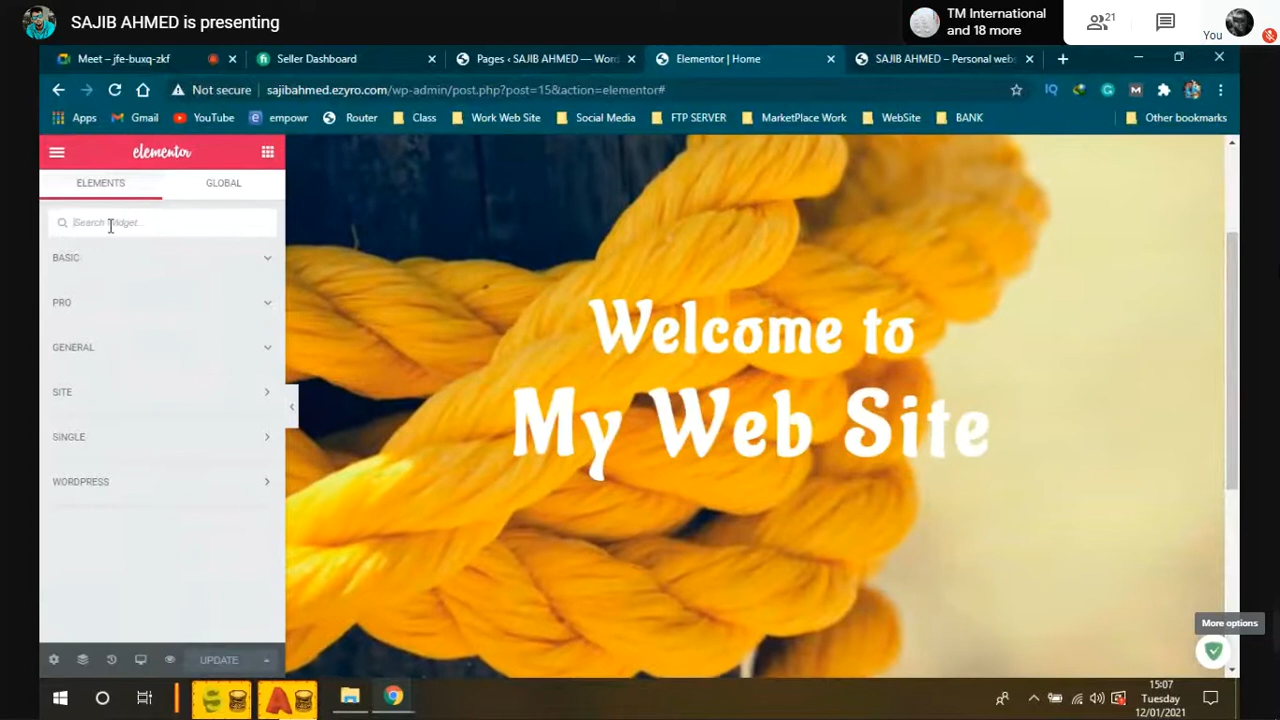 SAJIB AHMED is presenting
TM International
and 18 more
21
You
Meet – jfe-buxq-zkf
Seller Dashboard
Pages ‹ SAJIB AHMED — Wor
Elementor | Home
SAJIB AHMED – Personal web
Not secure
sajibahmed.ezyro.com/wp-admin/post.php?post=15&action=elementor#
Apps
Gmail
YouTube
empowr
Router
Class
Work Web Site
Social Media
FTP SERVER
MarketPlace Work
WebSite
BANK
Other bookmarks
elementor
ELEMENTS
GLOBAL
Search Widget...
BASIC
PRO
GENERAL
SITE
SINGLE
WORDPRESS
Welcome to
My Web Site
More options
UPDATE
15:07
Tuesday
12/01/2021